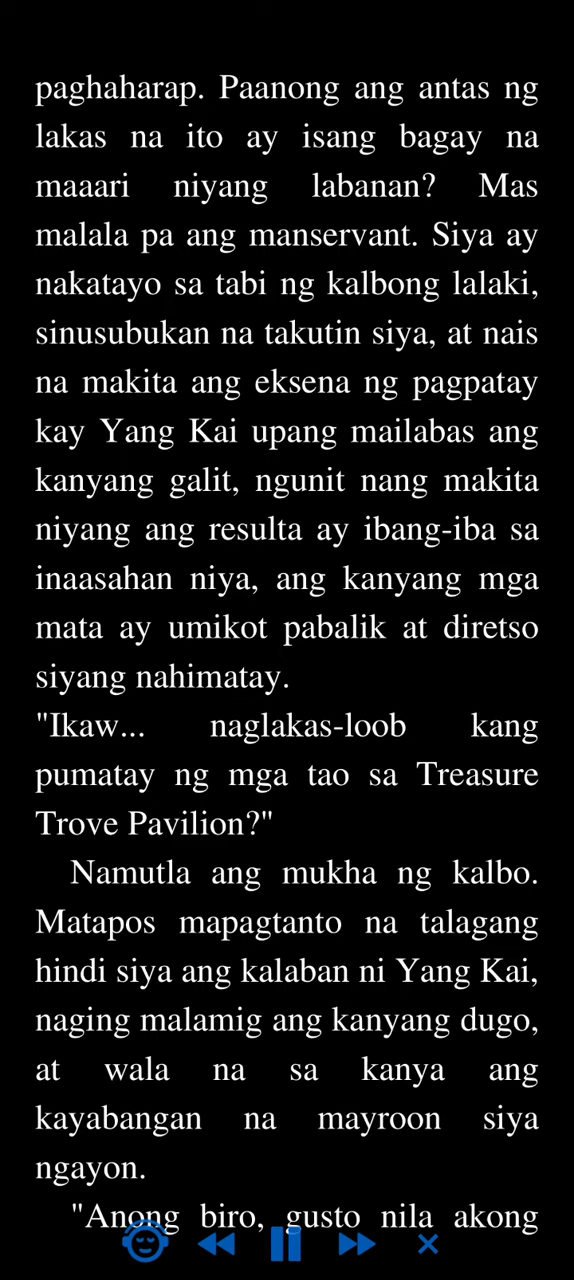 paghaharap. Paanong ang antas ng
lakas na ito ay isang bagay na
maaari niyang labanan? Mas
malala pa ang manservant. Siya ay
nakatayo sa tabi ng kalbong lalaki,
sinusubukan na takutin siya, at nais
na makita ang eksena ng pagpatay
kay Yang Kai upang mailabas ang
kanyang galit, ngunit nang makita
niyang ang resulta ay ibang-iba sa
inaasahan niya, ang kanyang mga
mata ay umikot pabalik at diretso
siyang nahimatay.
"Ikaw... naglakas-loob kang
pumatay ng mga tao sa Treasure
Trove Pavilion?"
Namutla ang mukha ng kalbo.
Matapos mapagtanto na talagang
hindi siya ang kalaban ni Yang Kai,
naging malamig ang kanyang dugo,
at wala na sa kanya ang
kayabangan na mayroon siya
ngayon.
"Anong biro, gusto nila akong